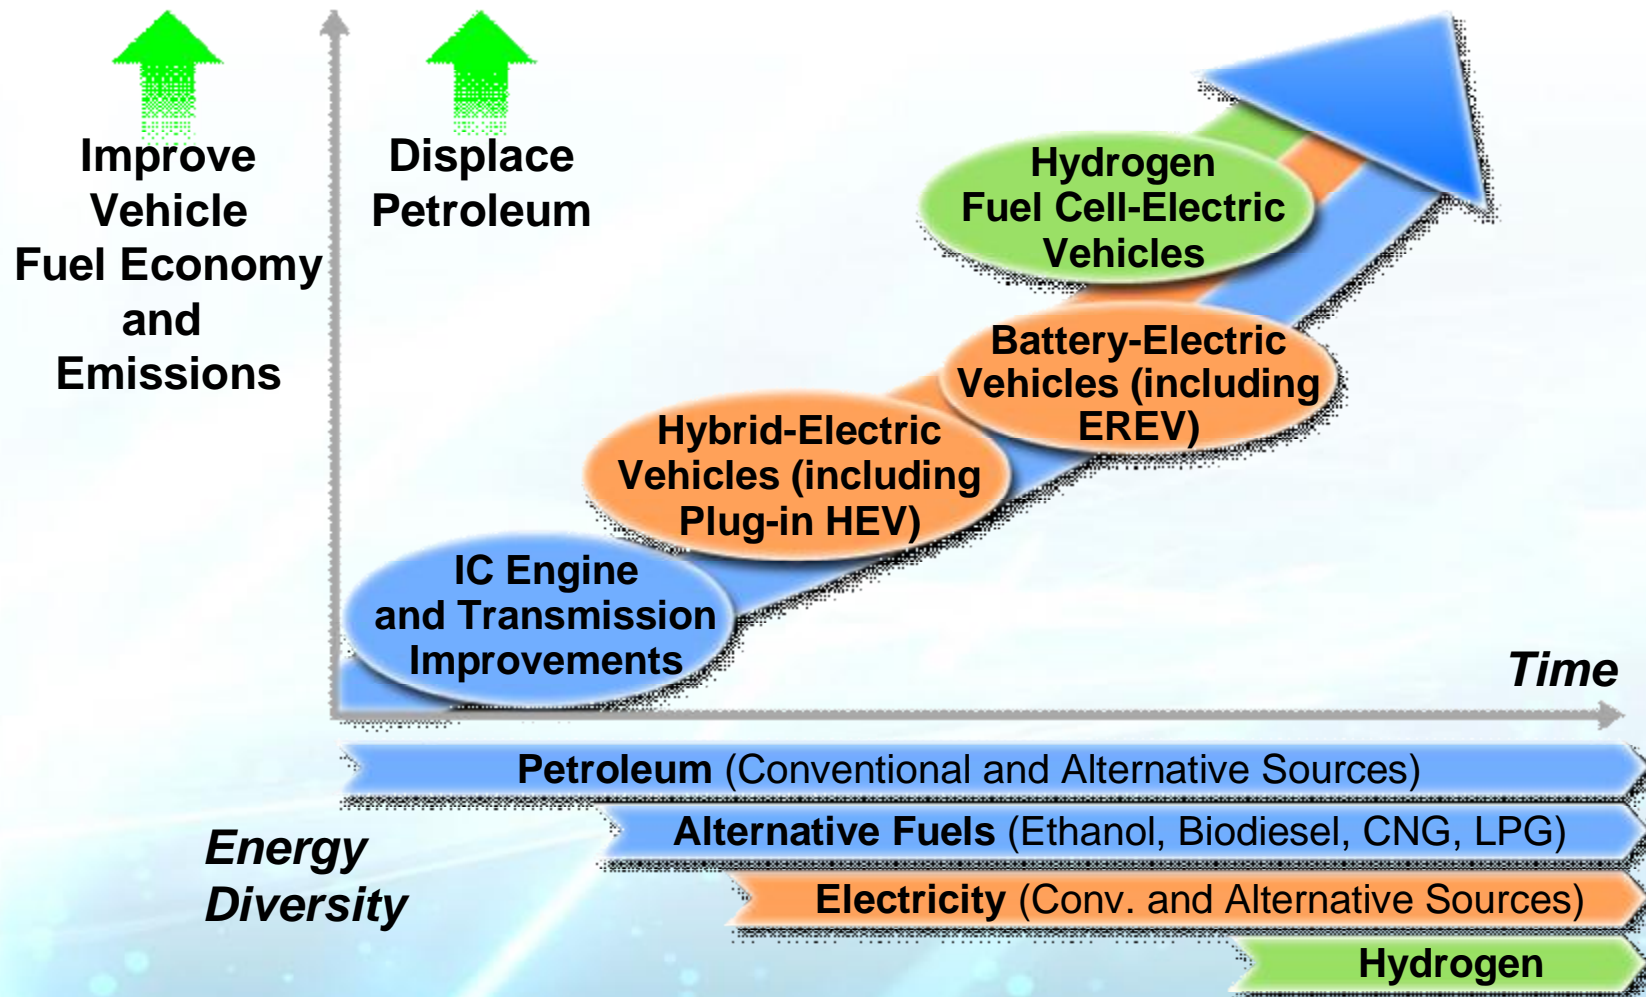 Improve
Vehicle
Fuel Economy
and
Emissions
Displace
Petroleum
Hydrogen
Fuel Cell-Electric
Vehicles
Battery-Electric
Vehicles (including
EREV)
Hybrid-Electric
Vehicles (including
Plug-in HEV)
IC Engine
and Transmission
Improvements
Time
Petroleum (Conventional and Alternative Sources)
Alternative Fuels (Ethanol, Biodiesel, CNG, LPG)
Energy
Diversity
Electricity (Conv. and Alternative Sources)
Hydrogen